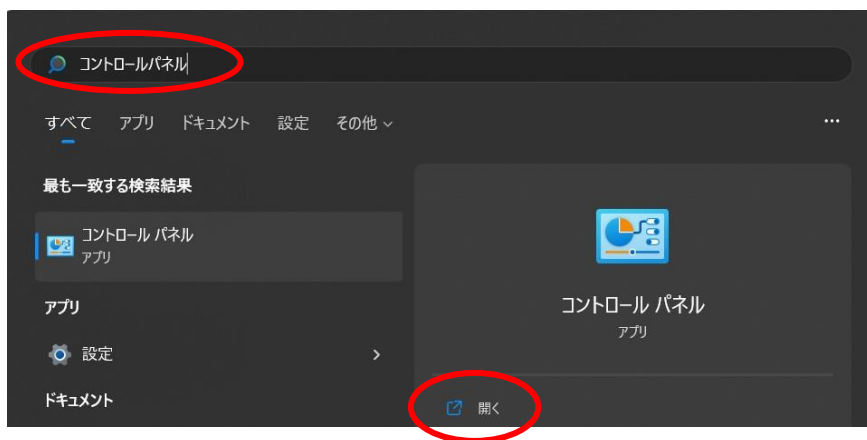 コントロールパネル
すべて アプリ ドキュメント 設定 その他
最も一致する検索結果
コントロール パネル
アプリ
アプリ
設定
ドキュメント
コントロール パネル
アプリ
開く